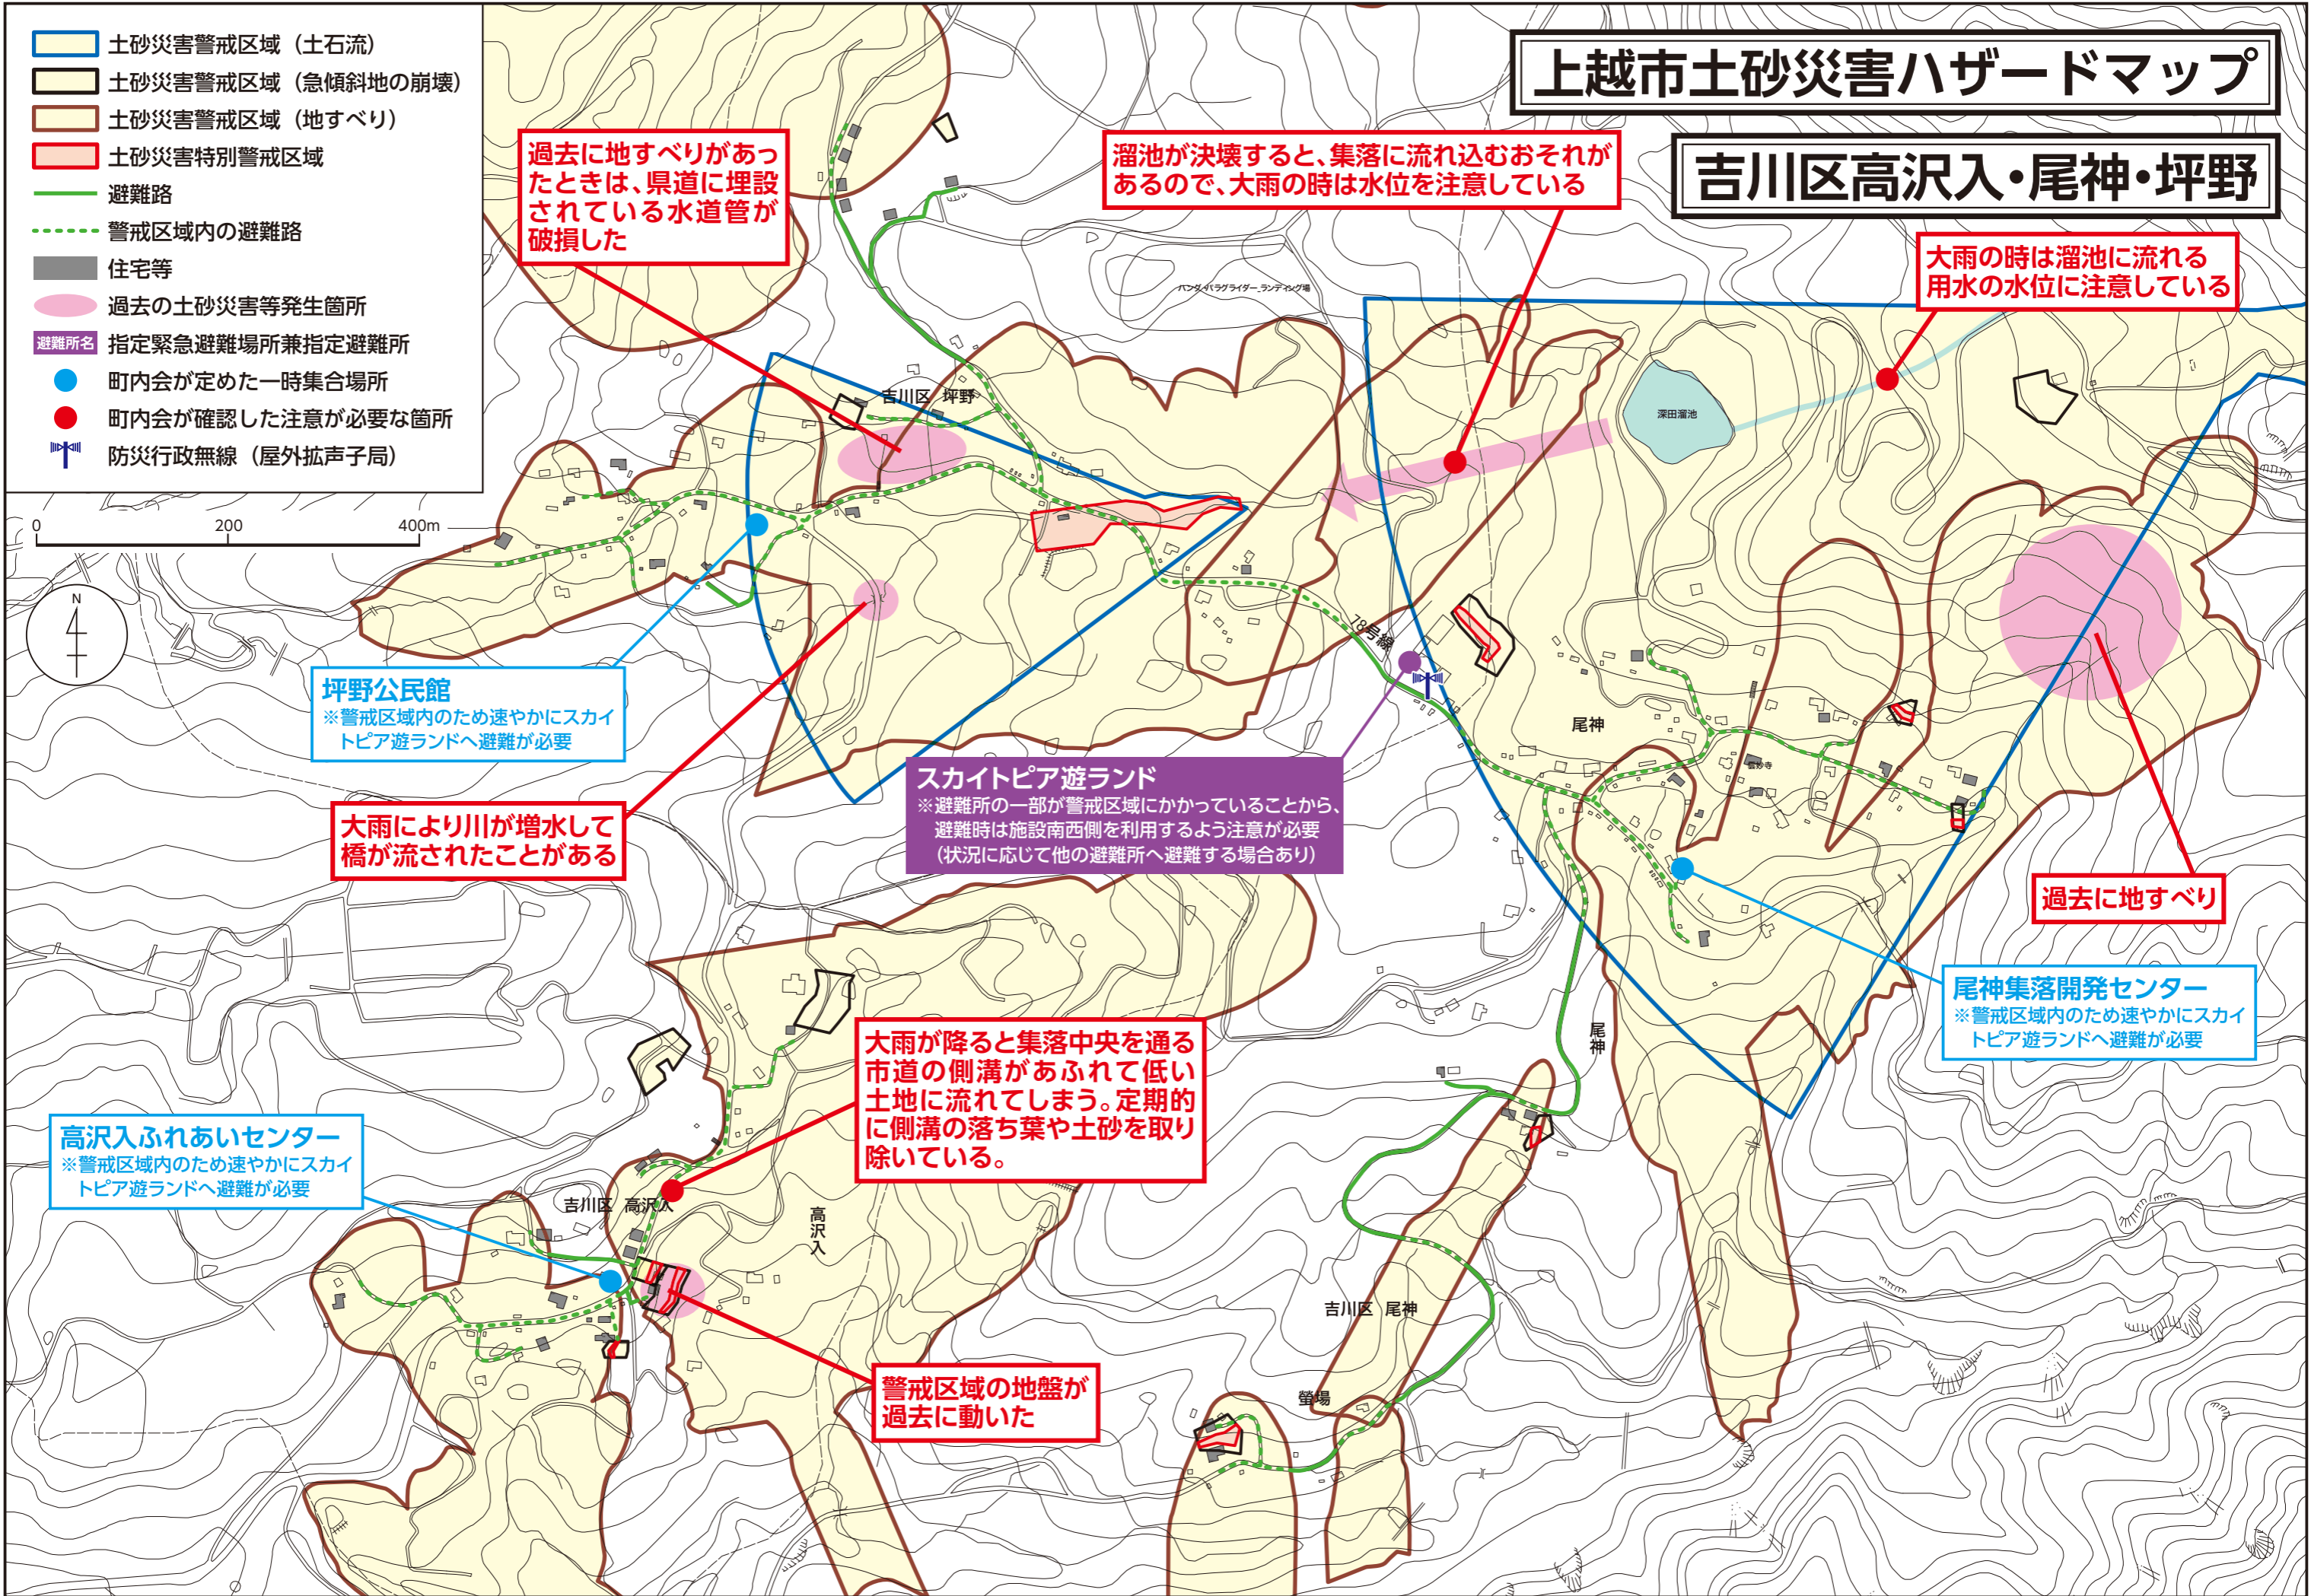 土砂災害警戒区域（土石流）
土砂災害警戒区域（急傾斜地の崩壊）
土砂災害警戒区域（地すべり）
土砂災害特別警戒区域
避難路
警戒区域内の避難路
住宅等
過去の土砂災害等発生箇所
避難所名 指定緊急避難場所兼指定避難所
町内会が定めた一時集合場所
町内会が確認した注意が必要な箇所
防災行政無線（屋外拡声子局）
0 200 400m
N
上越市土砂災害ハザードマップ
吉川区高沢入・尾神・坪野
過去に地すべりがあっ
たときは、県道に埋設
されている水道管が
破損した
溜池が決壊すると、集落に流れ込むおそれが
あるので、大雨の時は水位を注意している
大雨の時は溜池に流れる
用水の水位に注意している
ハング・パラグライダー ランディング場
吉川区 坪野
深田溜池
78号線
坪野公民館
※警戒区域内のため速やかにスカイ
トピア遊ランドへ避難が必要
尾神
スカイトピア遊ランド
※避難所の一部が警戒区域にかかっていることから、
避難時は施設南西側を利用するよう注意が必要
（状況に応じて他の避難所へ避難する場合あり）
大雨により川が増水して
橋が流されたことがある
過去に地すべり
尾神集落開発センター
※警戒区域内のため速やかにスカイ
トピア遊ランドへ避難が必要
大雨が降ると集落中央を通る
市道の側溝があふれて低い
土地に流れてしまう。定期的
に側溝の落ち葉や土砂を取り
除いている。
尾神
高沢入ふれあいセンター
※警戒区域内のため速やかにスカイ
トピア遊ランドへ避難が必要
吉川区 高沢入
高沢入
吉川区 尾神
警戒区域の地盤が
過去に動いた
螢場